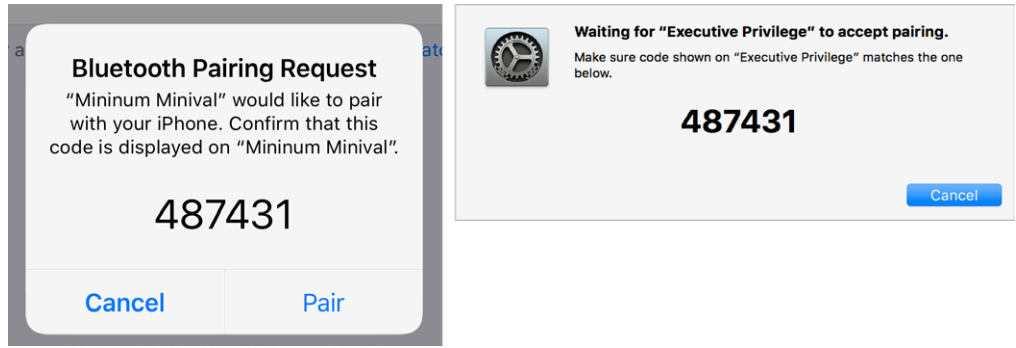 Bluetooth Pairing Request
“Mininum Minival” would like to pair
with your iPhone. Confirm that this
code is displayed on “Mininum Minival”.
487431
Cancel
Pair
Waiting for “Executive Privilege” to accept pairing.
Make sure code shown on “Executive Privilege” matches the one
below.
487431
Cancel